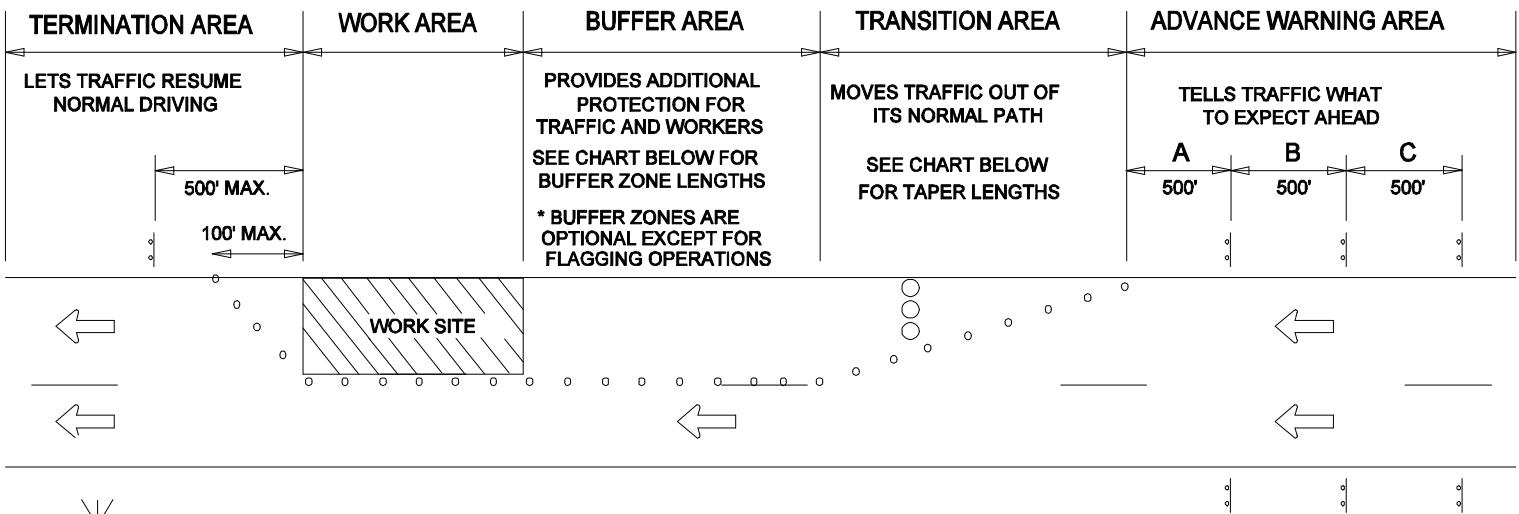 TERMINATION AREA
WORK AREA
BUFFER AREA
TRANSITION AREA
ADVANCE WARNING AREA
LETS TRAFFIC RESUME
NORMAL DRIVING
500' MAX.
100' MAX.
PROVIDES ADDITIONAL
PROTECTION FOR
TRAFFIC AND WORKERS
SEE CHART BELOW FOR
BUFFER ZONE LENGTHS
* BUFFER ZONES ARE
OPTIONAL EXCEPT FOR
FLAGGING OPERATIONS
MOVES TRAFFIC OUT OF
ITS NORMAL PATH
SEE CHART BELOW
FOR TAPER LENGTHS
TELLS TRAFFIC WHAT
TO EXPECT AHEAD
A B C
500' 500' 500'
WORK SITE